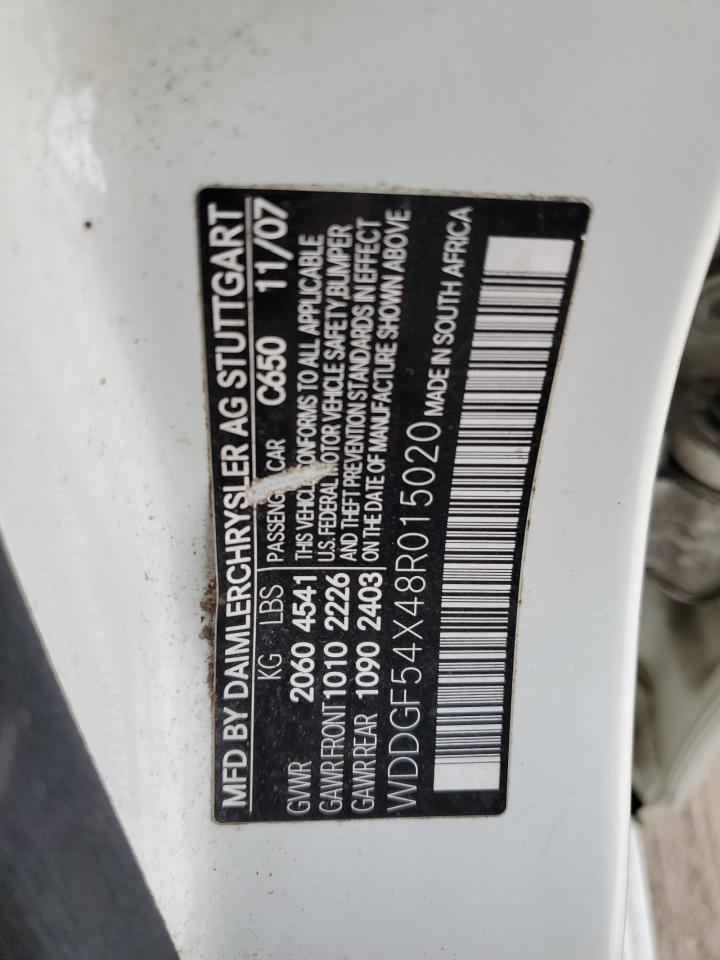 MFD BY DAIMLERCHRYSLER AG STUTTGART
KG LBS PASSENGER CAR C650 11/07
GVWR 2060 4541 THIS VEHICLE CONFORMS TO ALL APPLICABLE
GAWR FRONT 1010 2226 U.S. FEDERAL MOTOR VEHICLE SAFETY, BUMPER
GAWR REAR 1090 2403 AND THEFT PREVENTION STANDARDS IN EFFECT
ON THE DATE OF MANUFACTURE SHOWN ABOVE.
WDDGF54X48R015020 MADE IN SOUTH AFRICA